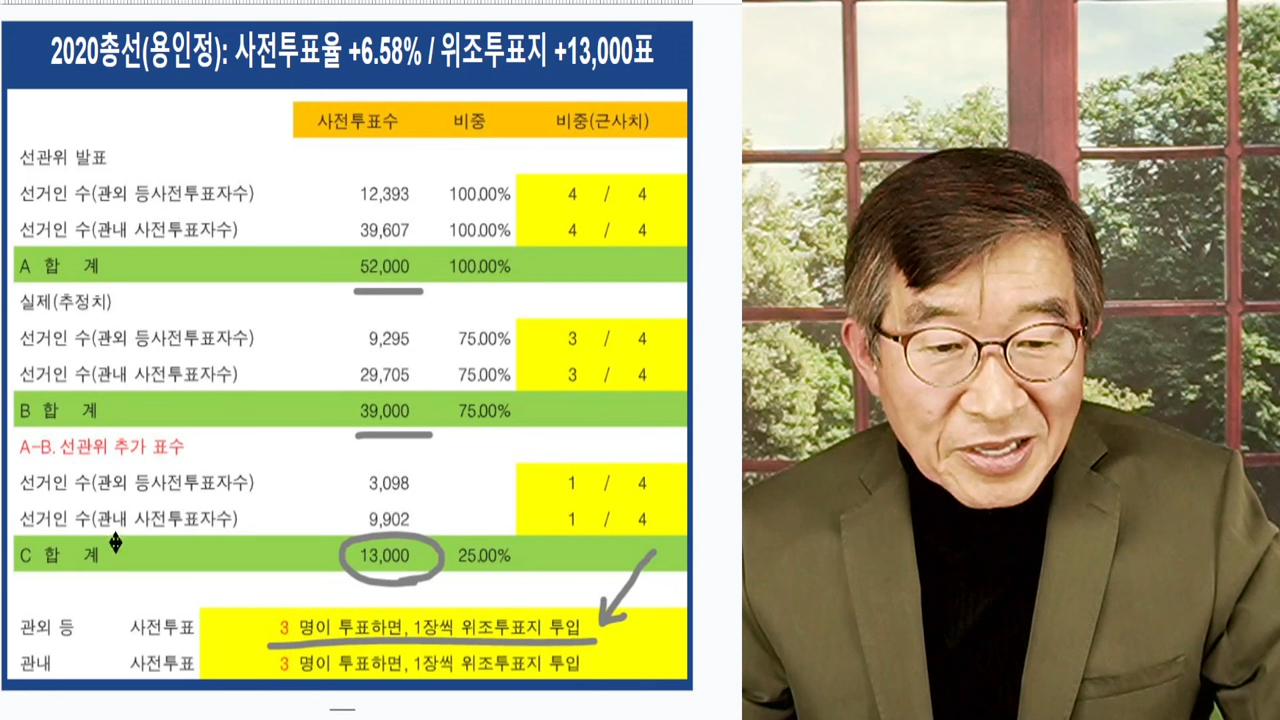 2020총선(용인정): 사전투표율 +6.58% / 위조투표지 +13,000표
사전투표수 비중 비중(근사치)
선관위 발표
선거인 수(관외 등사전투표자수) 12,393 100.00% 4 / 4
선거인 수(관내 사전투표자수) 39,607 100.00% 4 / 4
A 합 계 52,000 100.00%
실제(추정치)
선거인 수(관외 등사전투표자수) 9,295 75.00% 3 / 4
선거인 수(관내 사전투표자수) 29,705 75.00% 3 / 4
B 합 계 39,000 75.00%
A-B. 선관위 추가 표수
선거인 수(관외 등사전투표자수) 3,098 1 / 4
선거인 수(관내 사전투표자수) 9,902 1 / 4
C 합 계 13,000 25.00%
관외 등 사전투표 3 명이 투표하면, 1장씩 위조투표지 투입
관내 사전투표 3 명이 투표하면, 1장씩 위조투표지 투입